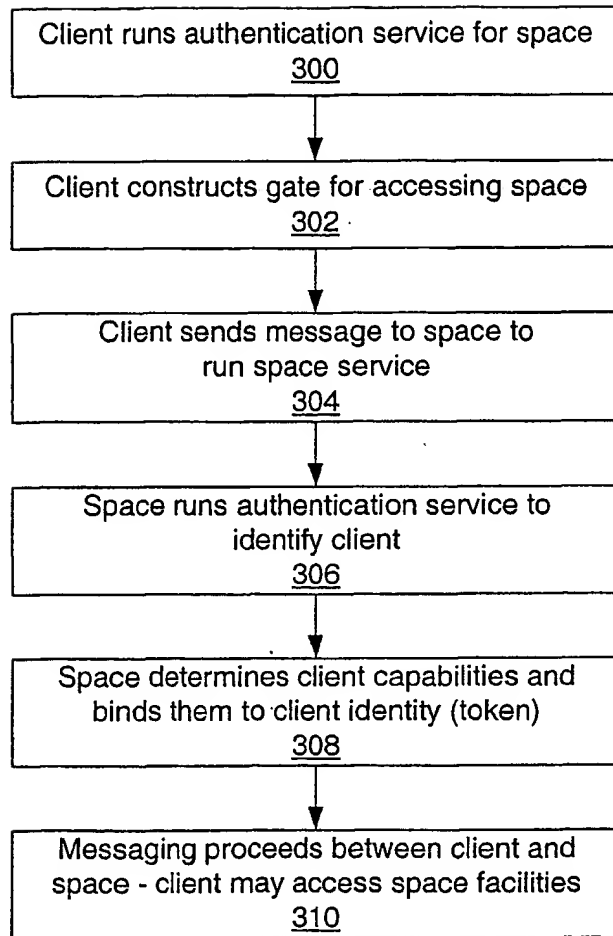 Client runs authentication service for space
300
Client constructs gate for accessing space
302
Client sends message to space to
run space service
304
Space runs authentication service to
identify client
306
Space determines client capabilities and
binds them to client identity (token)
308
Messaging proceeds between client and
space - client may access space facilities
310